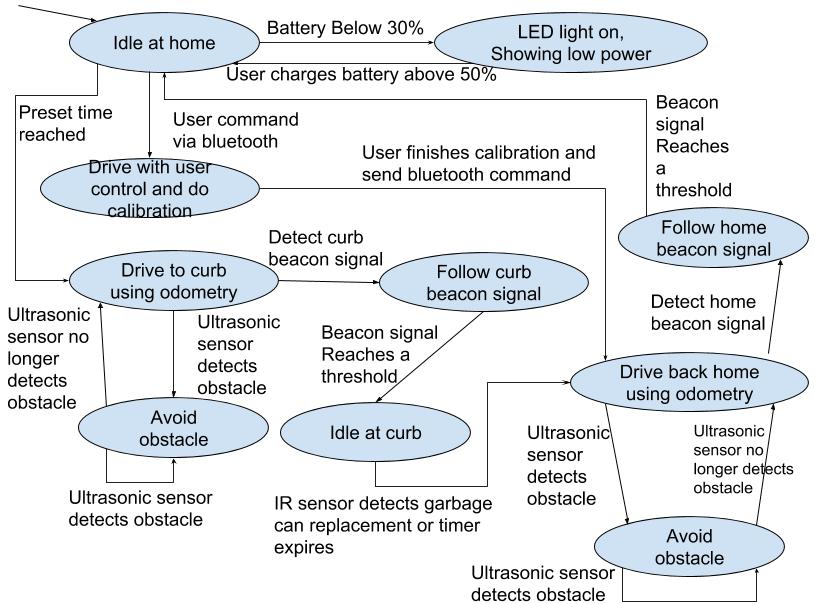 Idle at home
Battery Below 30%
LED light on,
Showing low power
User charges battery above 50%
Preset time
reached
User command
via bluetooth
Beacon
signal
Reaches
a
threshold
Drive with user
control and do
calibration
User finishes calibration and
send bluetooth command
Follow home
beacon signal
Drive to curb
using odometry
Detect curb
beacon signal
Follow curb
beacon signal
Detect home
beacon signal
Ultrasonic
sensor no
longer
detects
obstacle
Ultrasonic
sensor
detects
obstacle
Beacon signal
Reaches a
threshold
Drive back home
using odometry
Avoid
obstacle
Idle at curb
Ultrasonic
sensor
detects
obstacle
Ultrasonic
sensor no
longer detects
obstacle
Ultrasonic sensor
detects obstacle
IR sensor detects garbage
can replacement or timer
expires
Avoid
obstacle
Ultrasonic sensor
detects obstacle